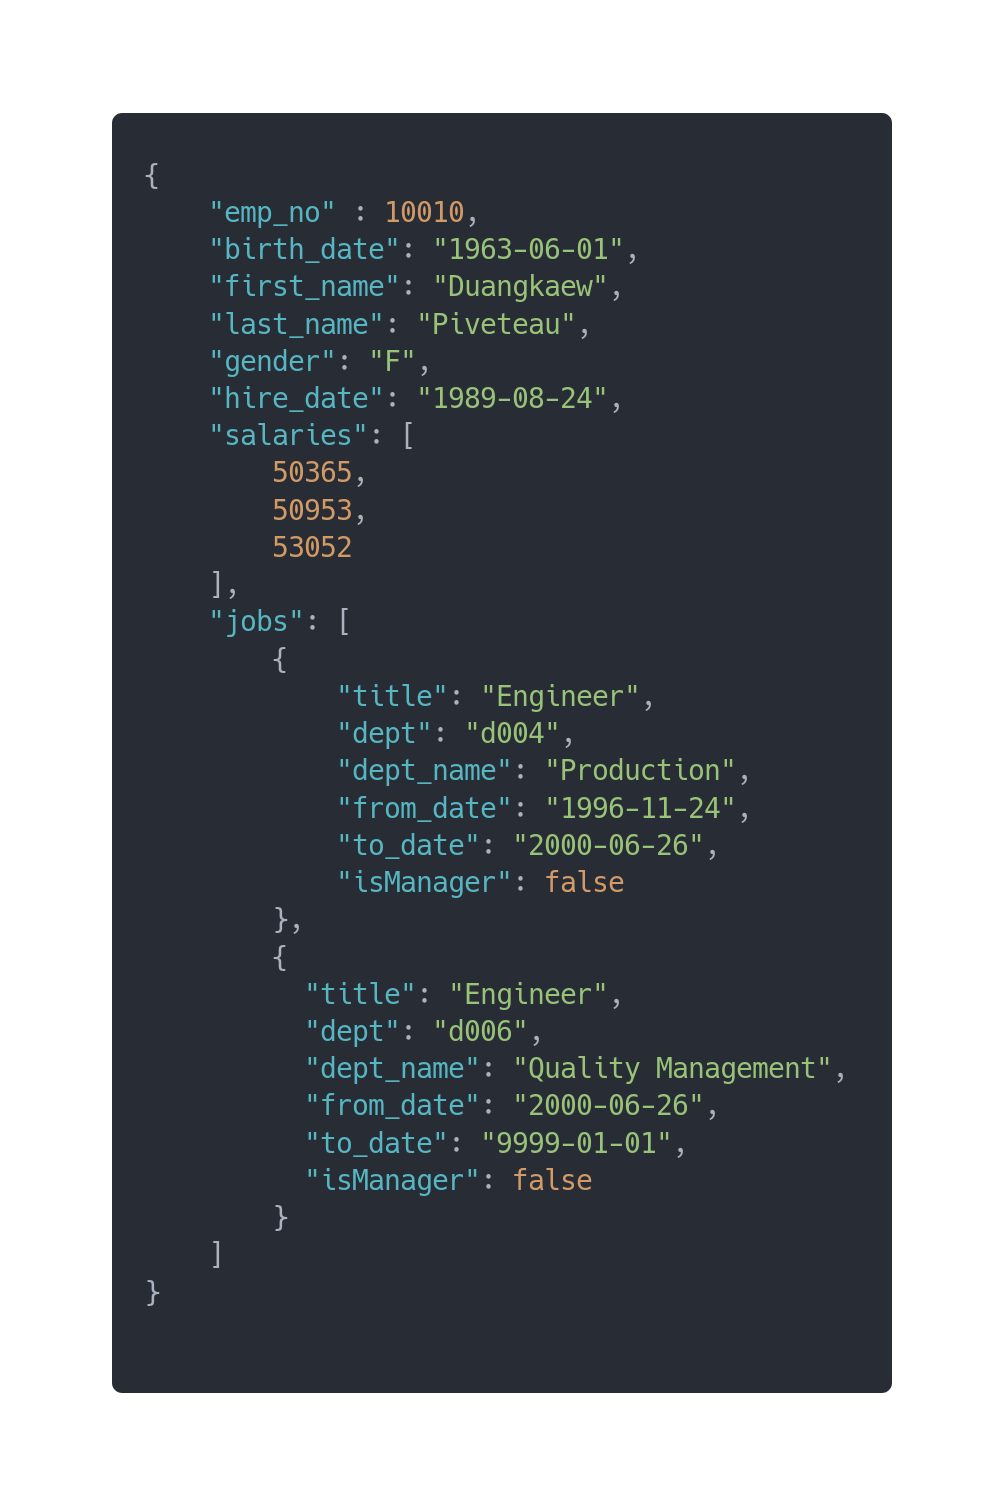 {
    "emp_no" : 10010,
    "birth_date": "1963-06-01",
    "first_name": "Duangkaew",
    "last_name": "Piveteau",
    "gender": "F",
    "hire_date": "1989-08-24",
    "salaries": [
        50365,
        50953,
        53052
    ],
    "jobs": [
        {
            "title": "Engineer",
            "dept": "d004",
            "dept_name": "Production",
            "from_date": "1996-11-24",
            "to_date": "2000-06-26",
            "isManager": false
        },
        {
          "title": "Engineer",
          "dept": "d006",
          "dept_name": "Quality Management",
          "from_date": "2000-06-26",
          "to_date": "9999-01-01",
          "isManager": false
        }
    ]
}